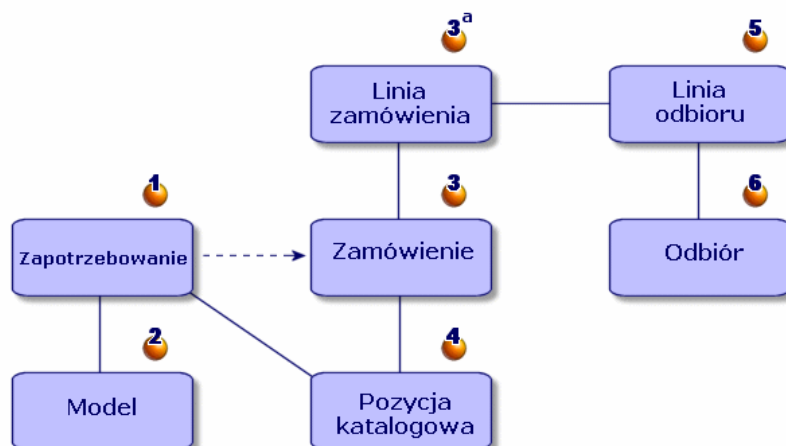 3a
5
Linia
zamówienia
Linia
odbioru
1
3
6
Zapotrzebowanie
Zamówienie
Odbiór
2
4
Model
Pozycja
katalogowa